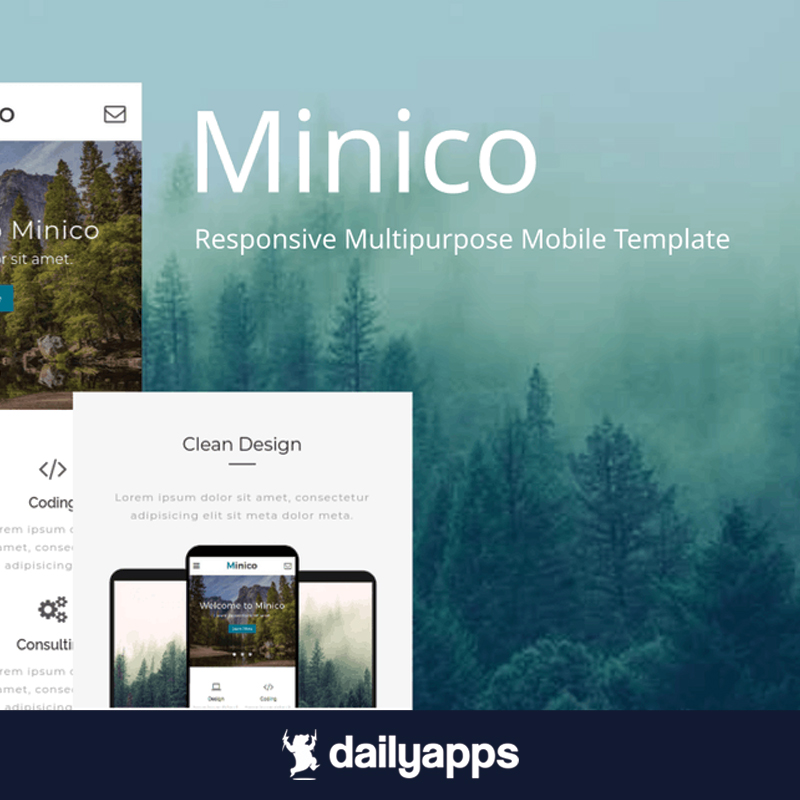 Minico
Responsive Multipurpose Mobile Template
o Minico
or sit amet.
Clean Design
Lorem ipsum dolor sit amet, consectetur
adipisicing elit sit meta dolor meta.
Coding
rem ipsum
amet, conse
adipisicing
Consulti
rem ipsum
amet, conse
adipisicing
Minico
Welcome to Minico
Learn More
Design
Coding
dailyapps